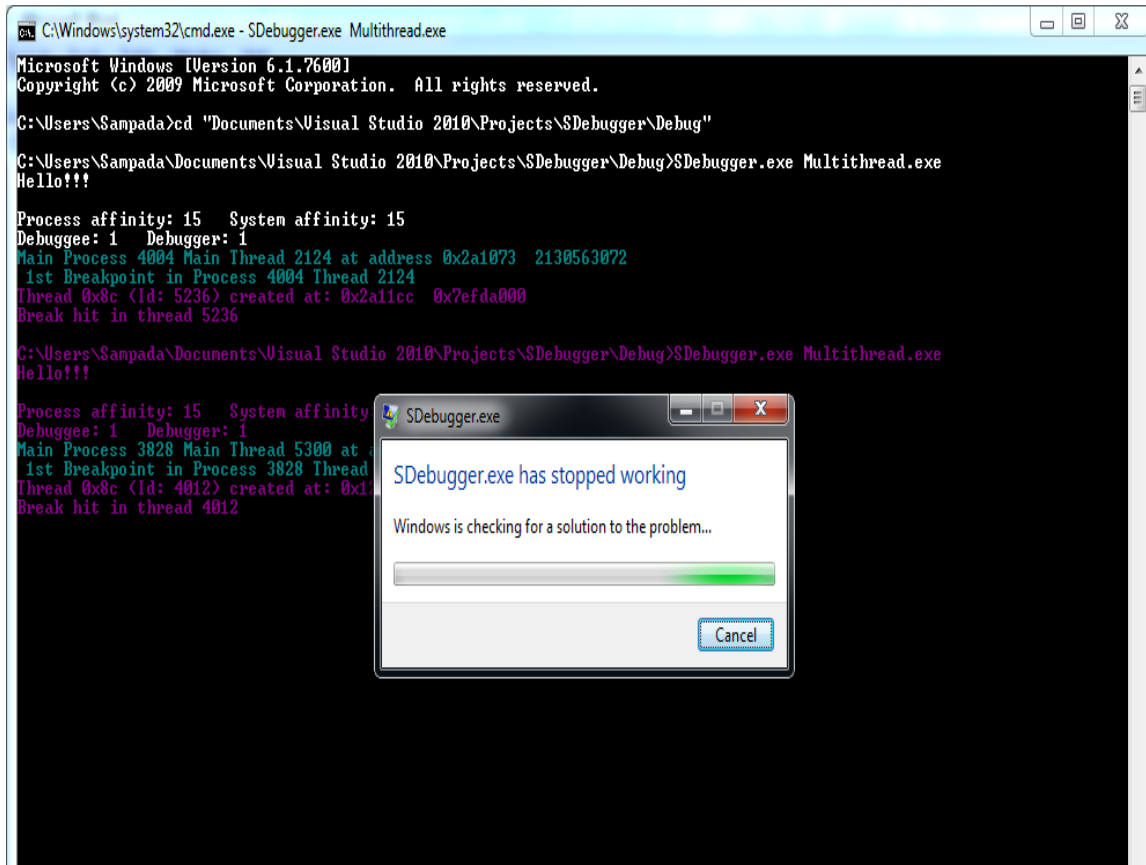 C:\Windows\system32\cmd.exe - SDebugger.exe Multithread.exe
Microsoft Windows [Version 6.1.7600]
Copyright (c) 2009 Microsoft Corporation. All rights reserved.
C:\Users\Sampada>cd "Documents\Visual Studio 2010\Projects\SDebugger\Debug"
C:\Users\Sampada\Documents\Visual Studio 2010\Projects\SDebugger\Debug>SDebugger.exe Multithread.exe
Hello!!!
Process affinity: 15 System affinity: 15
Debuggee: 1 Debugger: 1
Main Process 4004 Main Thread 2124 at address 0x2a1073 2130563072
1st Breakpoint in Process 4004 Thread 2124
Thread 0x8c (Id: 5236) created at: 0x2a11cc 0x7efda000
Break hit in thread 5236
C:\Users\Sampada\Documents\Visual Studio 2010\Projects\SDebugger\Debug>SDebugger.exe Multithread.exe
Hello!!!
Process affinity: 15 System affinity
Debuggee: 1 Debugger: 1
Main Process 3828 Main Thread 5300 at
1st Breakpoint in Process 3828 Thread
Thread 0x8c (Id: 4012) created at:
Break hit in thread 4012
SDebugger.exe
SDebugger.exe has stopped working
Windows is checking for a solution to the problem...
Cancel